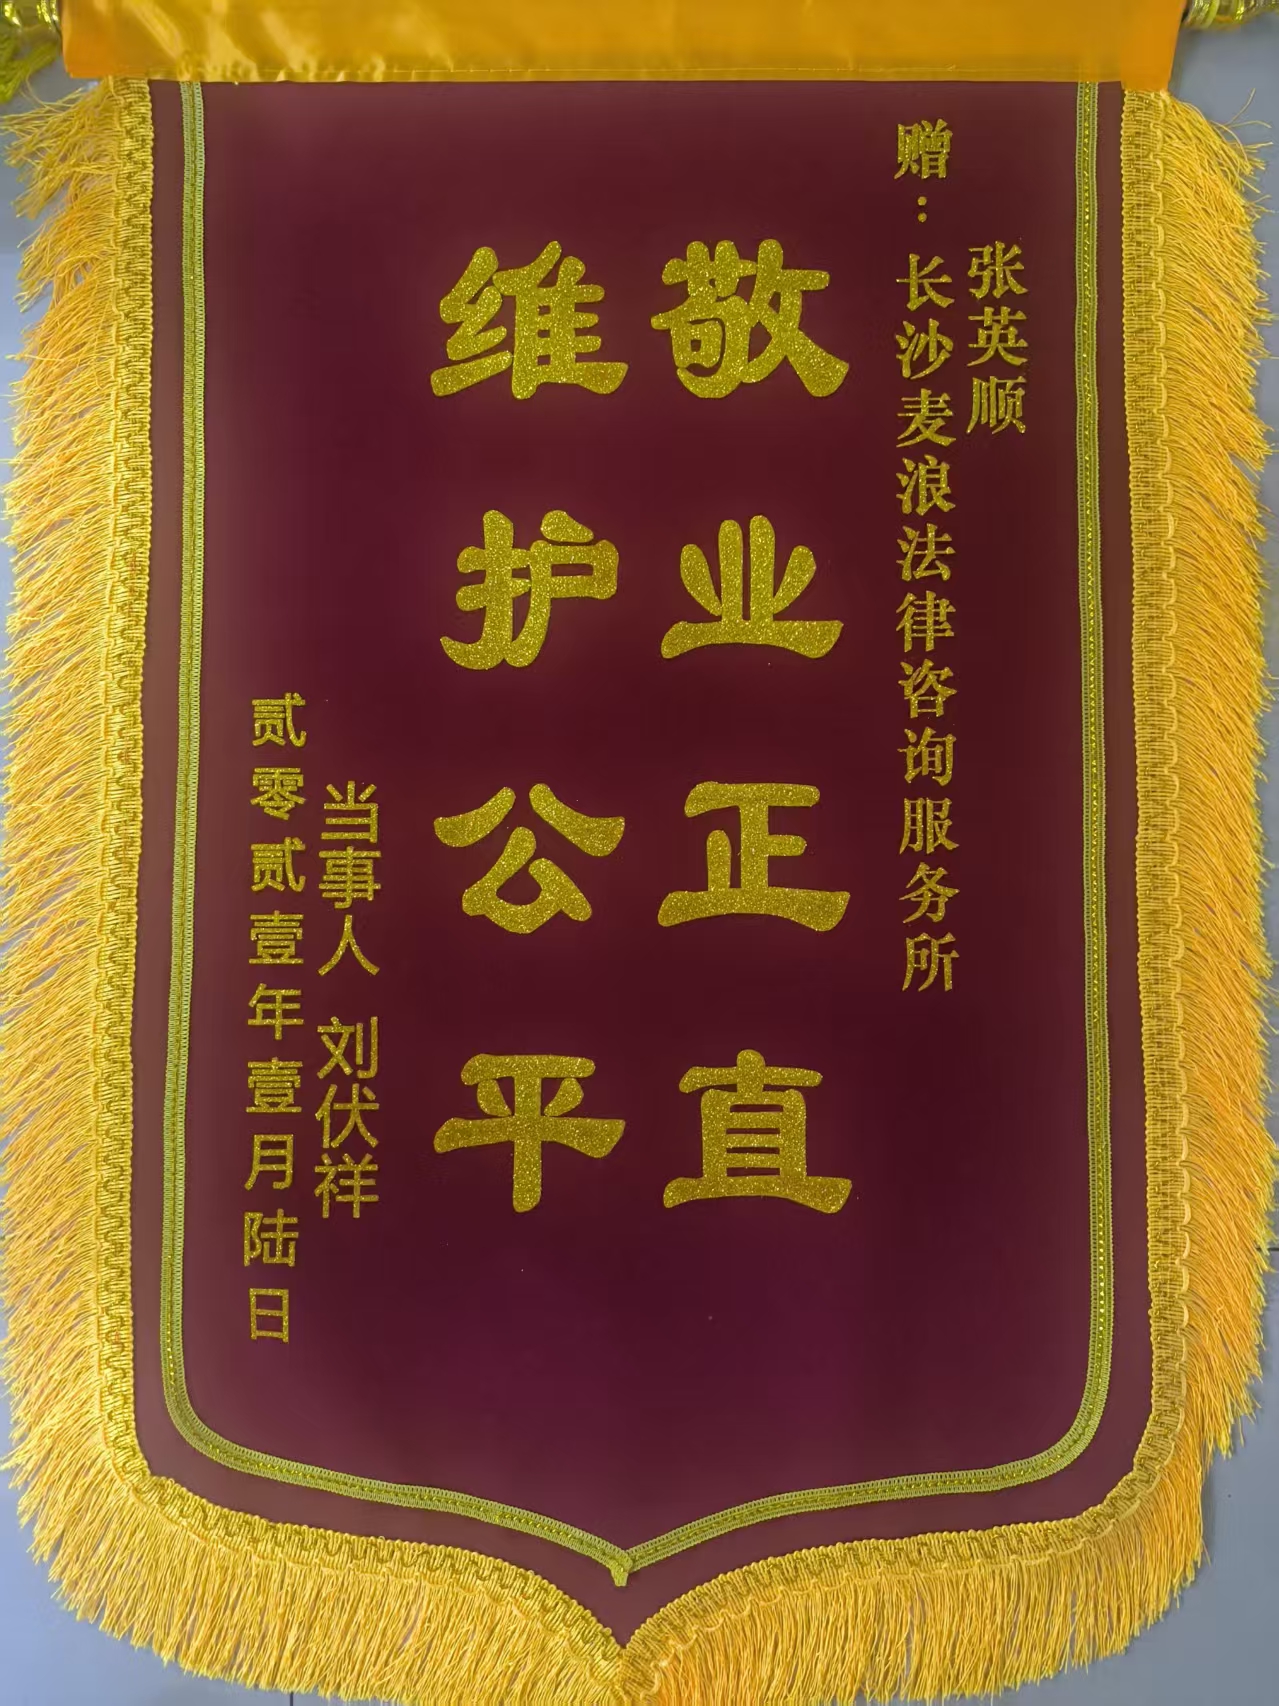 张英顺
赠：长沙麦浪法律咨询服务所
敬业正直
维护公平
当事人 刘伏祥
贰零贰壹年壹月陆日